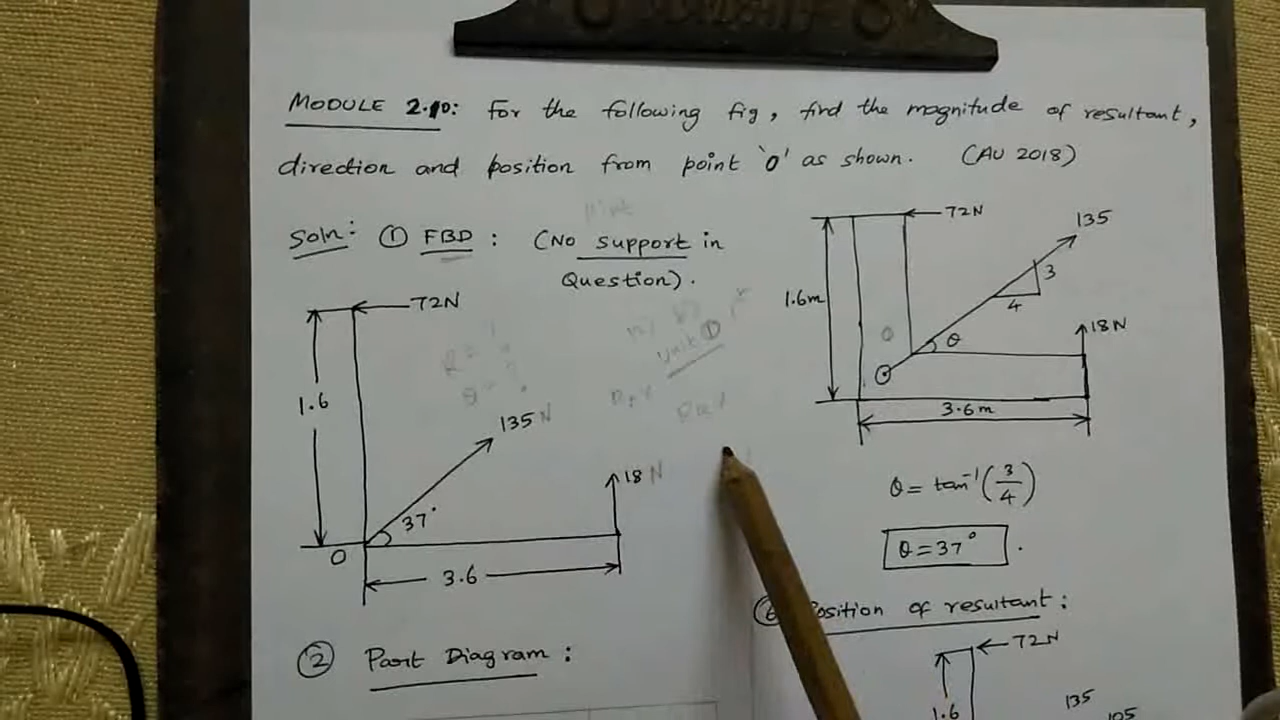 MODULE 2.10: For the following fig, find the magnitude of resultant,
direction and position from point 'O' as shown. (AU 2018)
Soln: ① FBD: (No support in
Question).
72N
1.6
135 N
37°
18 N
O
3.6
Unit ①
R = ?
θ = ?
72N
135
3
4
1.6m
θ
18N
O
3.6m
θ = tan⁻¹(3/4)
θ = 37°.
② Part Diagram:
⑥ Position of resultant:
72N
1.6
135
105